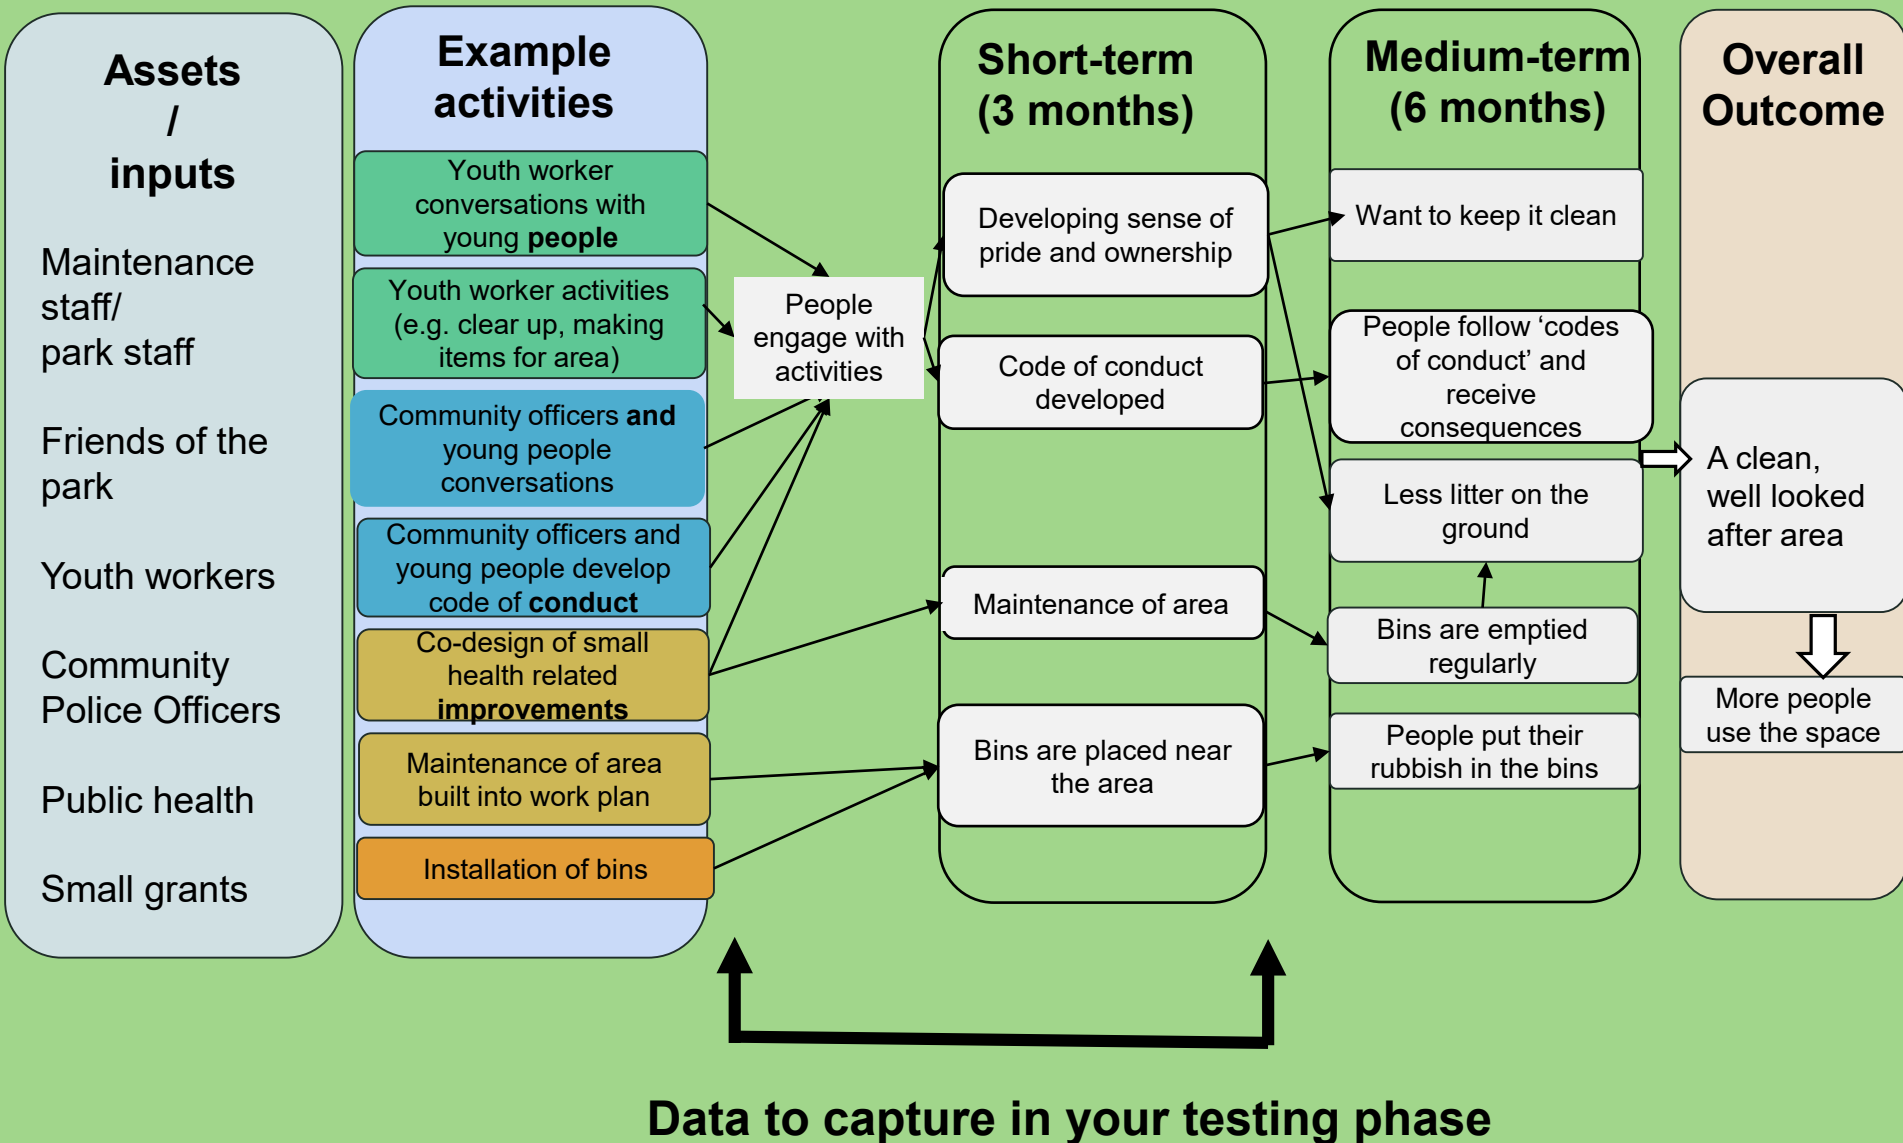 Assets
/
inputs
Maintenance
staff/
park staff
Friends of the
park
Youth workers
Community
Police Officers
Public health
Small grants
Example
activities
Youth worker
conversations with
young people
Youth worker activities
(e.g. clear up, making
items for area)
Community officers and
young people
conversations
Community officers and
young people develop
code of conduct
Co-design of small
health related
improvements
Maintenance of area
built into work plan
Installation of bins
People
engage with
activities
Short-term
(3 months)
Developing sense of
pride and ownership
Code of conduct
developed
Maintenance of area
Bins are placed near
the area
Medium-term
(6 months)
Want to keep it clean
People follow ‘codes
of conduct’ and
receive
consequences
Less litter on the
ground
Bins are emptied
regularly
People put their
rubbish in the bins
Overall
Outcome
A clean,
well looked
after area
More people
use the space
Data to capture in your testing phase